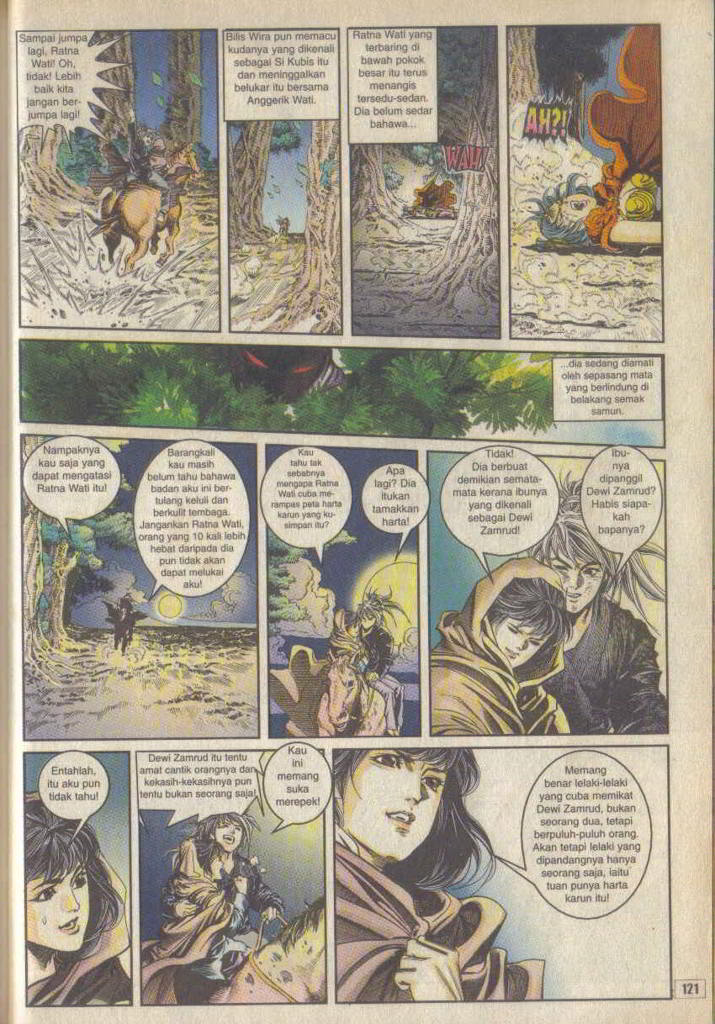 Sampai jumpa
lagi, Ratna
Wati! Oh,
tidak! Lebih
baik kita
jangan ber-
jumpa lagi!
Bilis Wira pun memacu
kudanya yang dikenali
sebagai Si Kubis itu
dan meninggalkan
belukar itu bersama
Anggerik Wati.
Ratna Wati yang
terbaring di
bawah pokok
besar itu terus
menangis
tersedu-sedan.
Dia belum sedar
bahawa...
WAH!
AH?!
...dia sedang diamati
oleh sepasang mata
yang berlindung di
belakang semak
samun.
Nampaknya
kau saja yang
dapat mengatasi
Ratna Wati itu!
Barangkali
kau masih
belum tahu bahawa
badan aku ini ber-
tulang keluli dan
berkulit tembaga.
Jangankan Ratna Wati,
orang yang 10 kali lebih
hebat daripada dia
pun tidak akan
dapat melukai
aku!
Kau
tahu tak
sebabnya
mengapa Ratna
Wati cuba me-
rampas peta harta
karun yang ku-
simpan itu?
Apa
lagi? Dia
itukan
tamakkan
harta!
Tidak!
Dia berbuat
demikian semata-
mata kerana ibunya
yang dikenali
sebagai Dewi
Zamrud!
Ibu-
nya
dipanggil
Dewi Zamrud?
Habis siapa-
kah
bapanya?
Entahlah,
itu aku pun
tidak tahu!
Dewi Zamrud itu tentu
amat cantik orangnya dan
kekasih-kekasihnya pun
tentu bukan seorang saja!
Kau
ini
memang
suka
merepek!
Memang
benar lelaki-lelaki
yang cuba memikat
Dewi Zamrud, bukan
seorang dua, tetapi
berpuluh-puluh orang.
Akan tetapi lelaki yang
dipandangnya hanya
seorang saja, iaitu
tuan punya harta
karun itu!
121